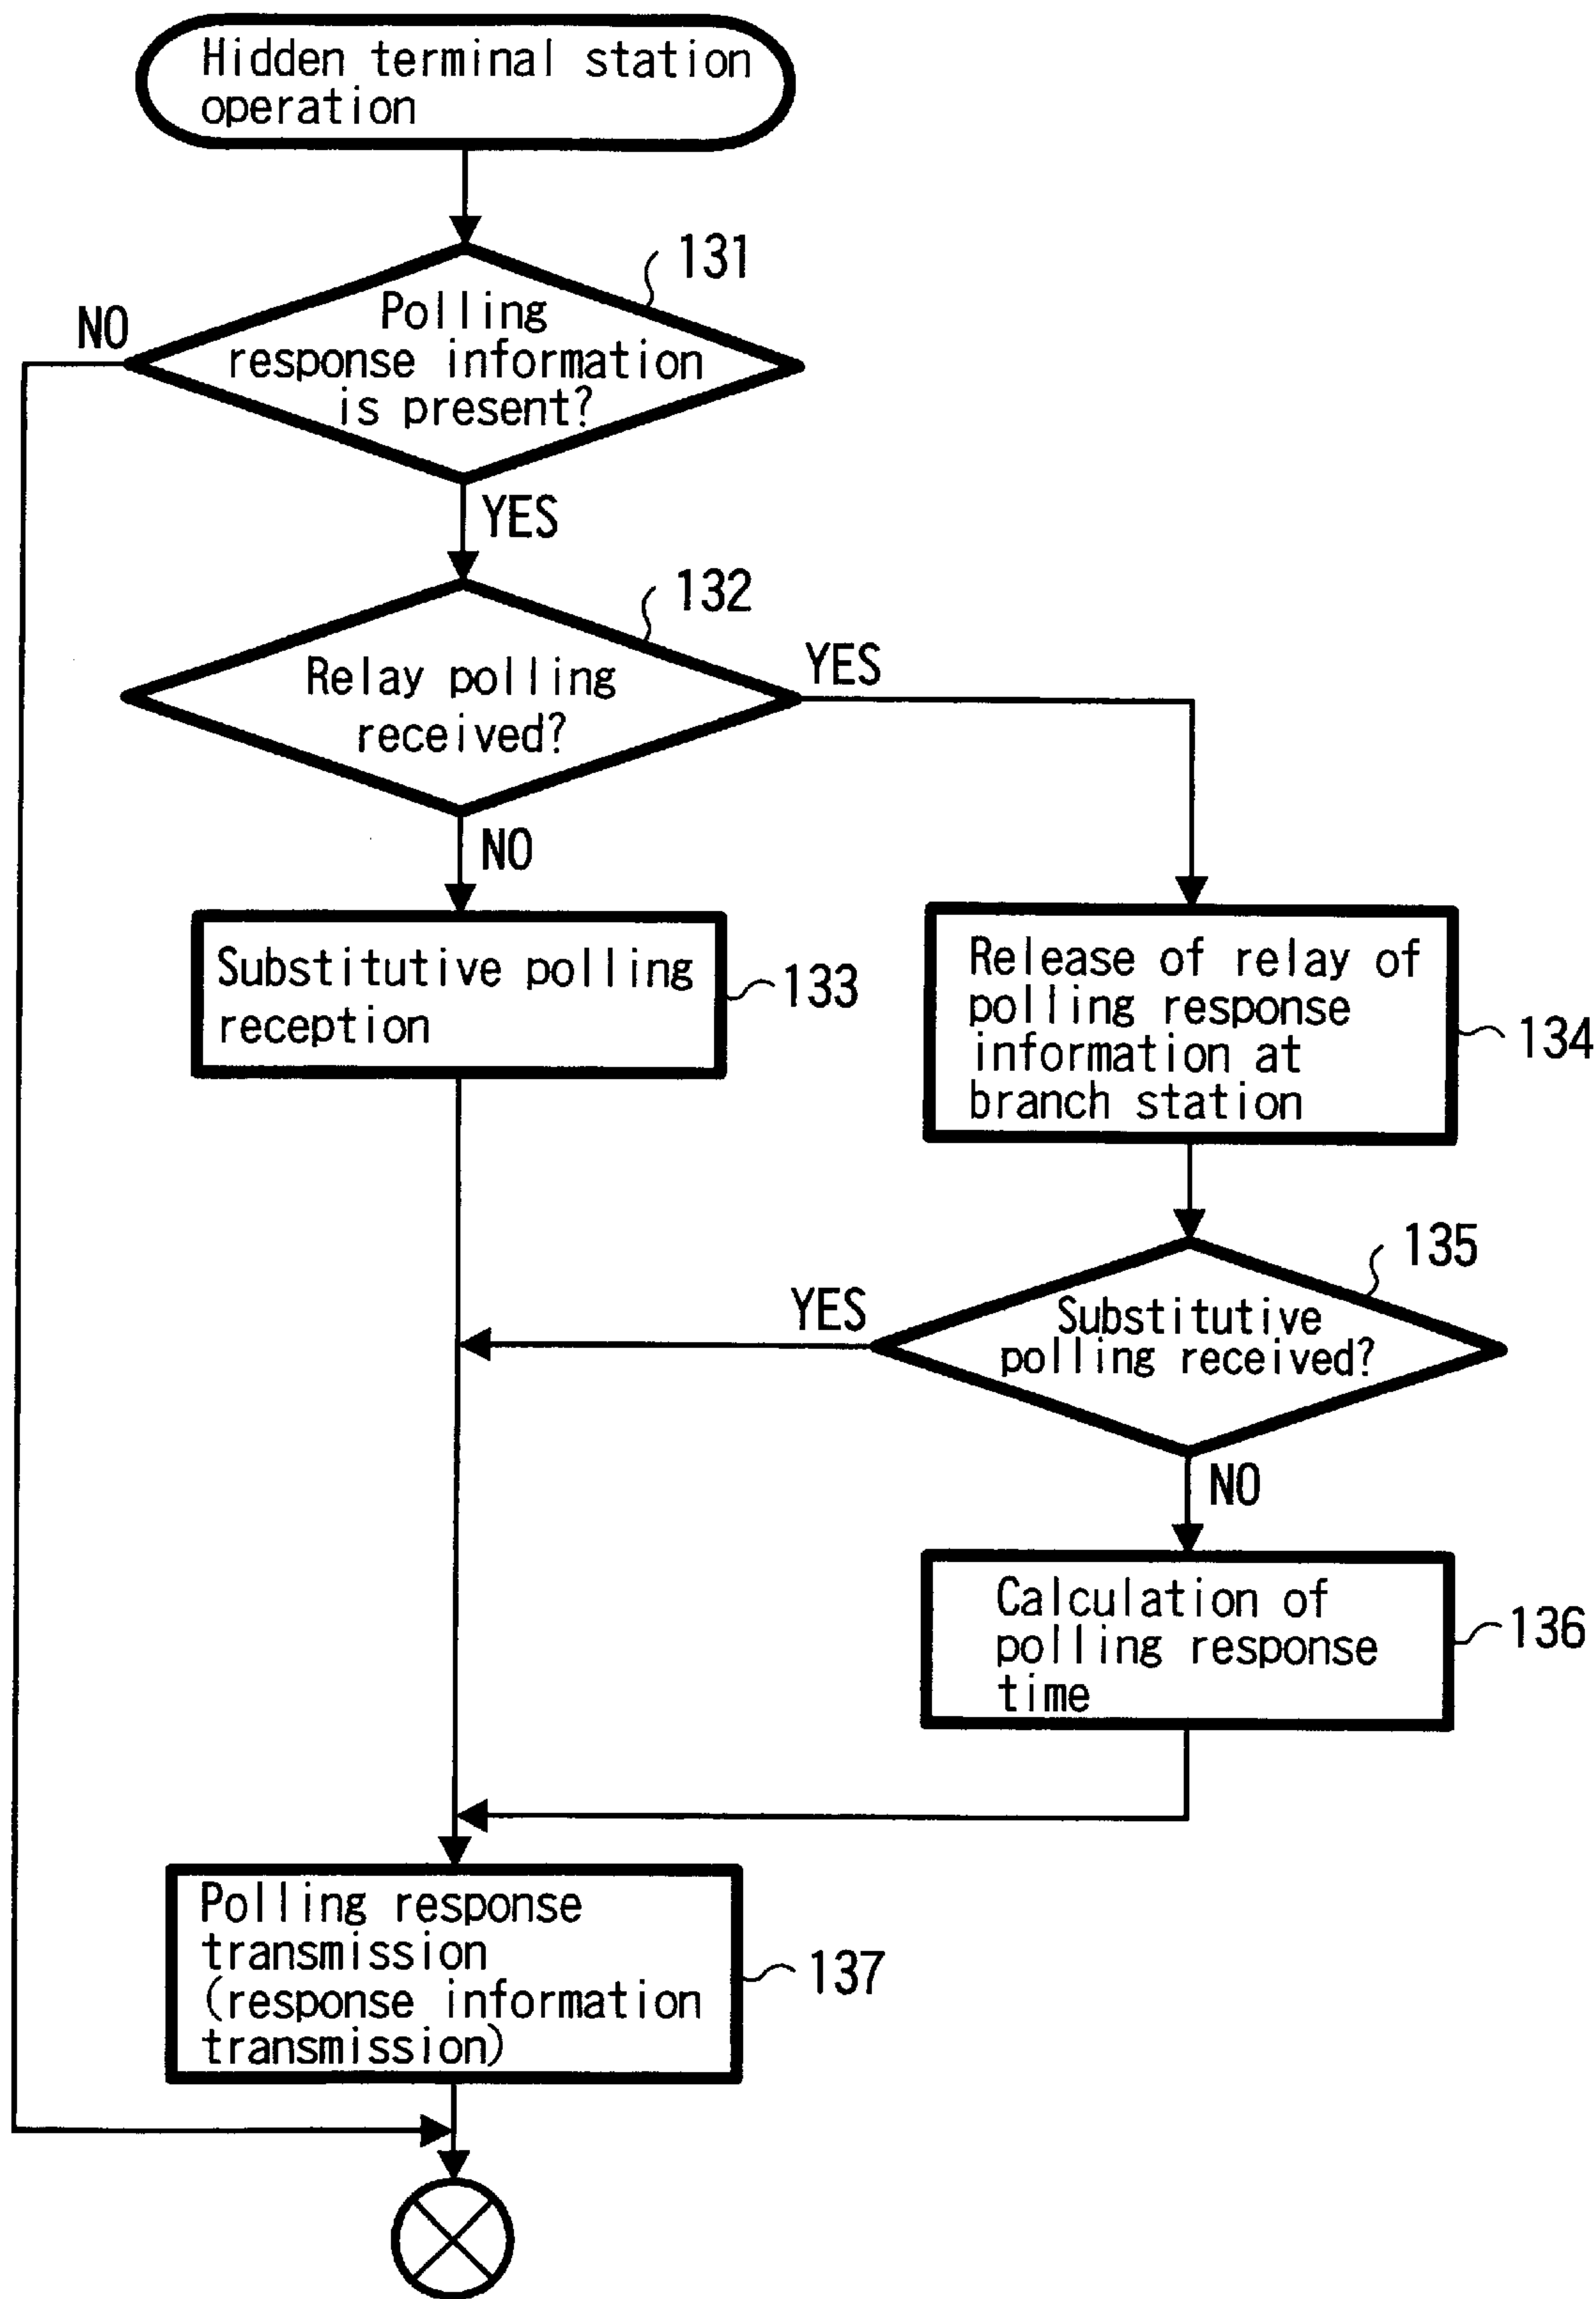 Hidden terminal station
operation
131
NO
Polling
response information
is present?
YES
132
Relay polling
received?
YES
NO
Substitutive polling
reception
133
Release of relay of
polling response
information at
branch station
134
135
YES
Substitutive
polling received?
NO
Calculation of
polling response
time
136
Polling response
transmission
(response information
transmission)
137